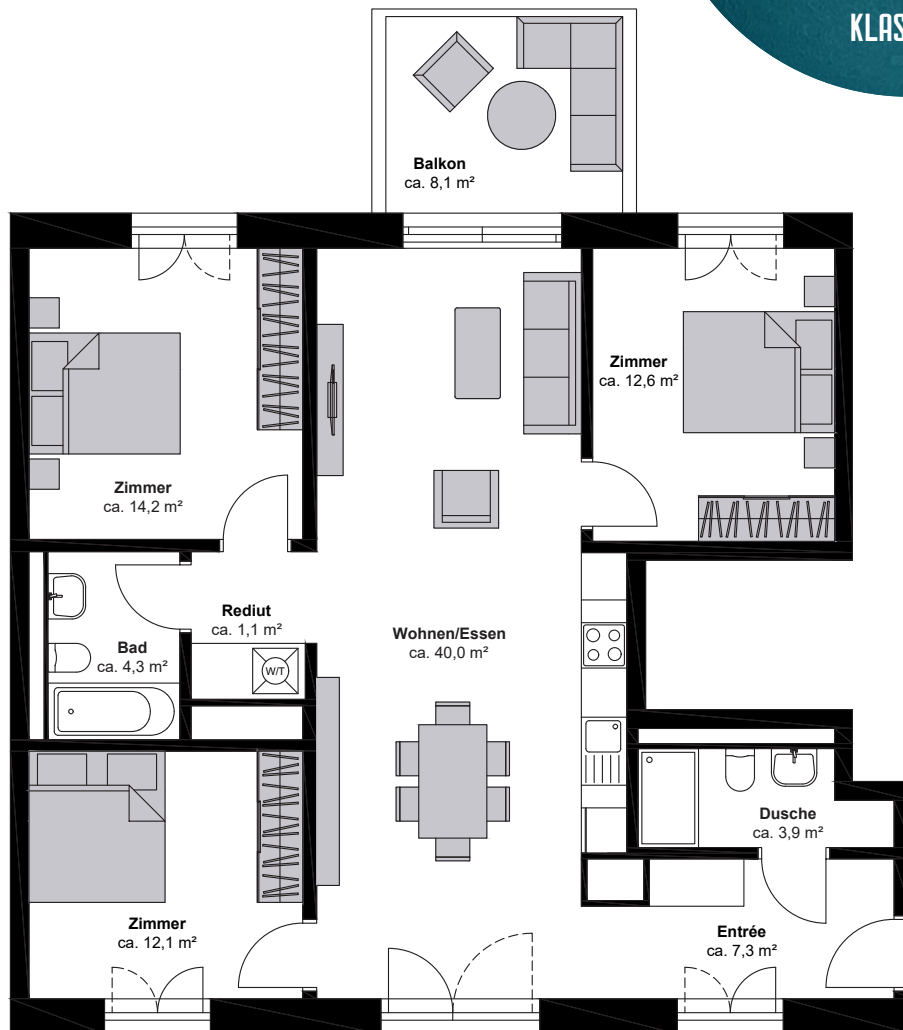 KLAS
Balkon
ca. 8,1 m²
Zimmer
ca. 12,6 m²
Zimmer
ca. 14,2 m²
Rediut
ca. 1,1 m²
W/T
Wohnen/Essen
ca. 40,0 m²
Bad
ca. 4,3 m²
Dusche
ca. 3,9 m²
Zimmer
ca. 12,1 m²
Entrée
ca. 7,3 m²